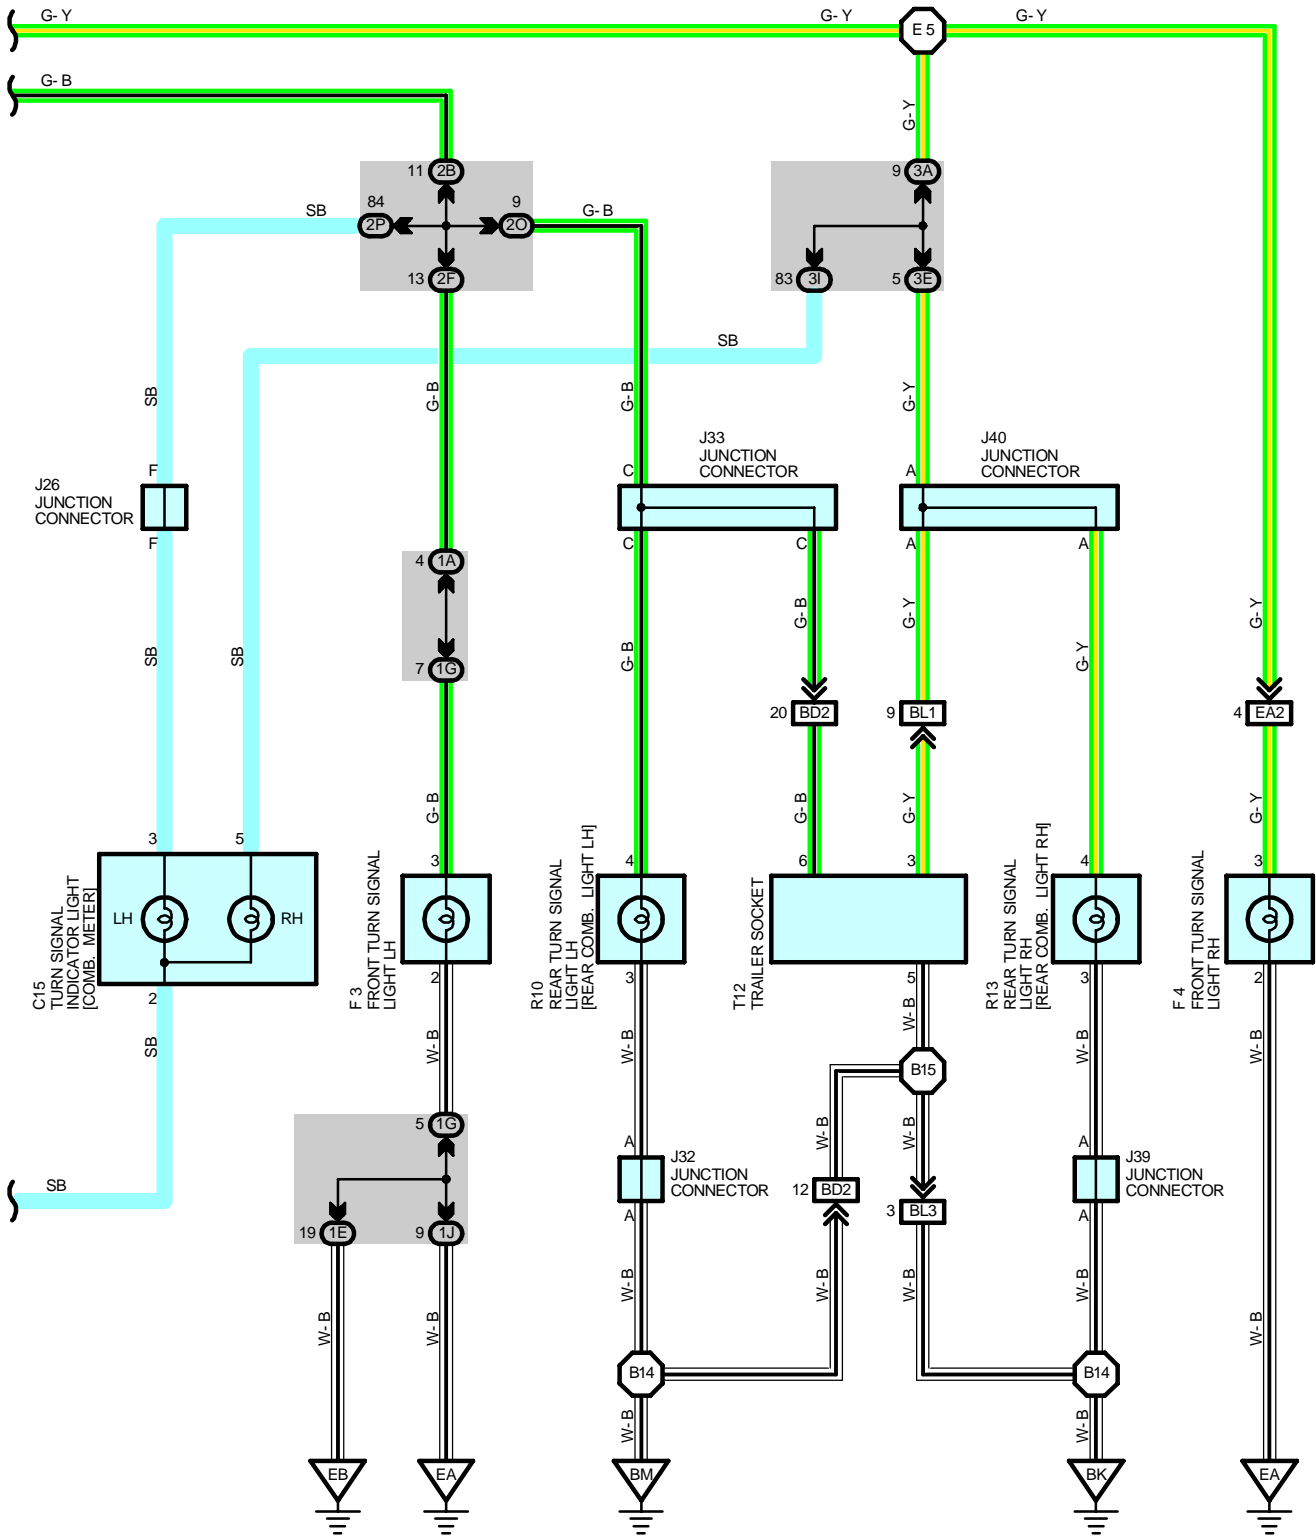 G- Y
G- Y
E 5
G- Y
G- B
G- Y
11 2B
9 3A
84
2P
SB
9
2O
G- B
13 2F
83 3I
5 3E
SB
SB
G- B
G- B
G- Y
J33
JUNCTION
CONNECTOR
J40
JUNCTION
CONNECTOR
F
C
A
J26
JUNCTION
CONNECTOR
F
C
C
A
A
4 1A
G- B
G- Y
G- Y
SB
SB
G- B
G- Y
7 1G
20 BD2
9 BL1
4 EA2
G- B
G- B
G- Y
G- Y
3
5
3
4
6
3
4
3
LH
RH
C15
TURN SIGNAL
INDICATOR LIGHT
[COMB. METER]
F 3
FRONT TURN SIGNAL
LIGHT LH
R10
REAR TURN SIGNAL
LIGHT LH
[REAR COMB. LIGHT LH]
T12
TRAILER SOCKET
R13
REAR TURN SIGNAL
LIGHT RH
[REAR COMB. LIGHT RH]
F 4
FRONT TURN SIGNAL
LIGHT RH
2
2
3
5
3
2
SB
W- B
W- B
W- B
W- B
B15
5 1G
W- B
W- B
A
J32
JUNCTION
CONNECTOR
A
J39
JUNCTION
CONNECTOR
SB
12 BD2
3 BL3
A
A
19 1E
9 1J
W- B
W- B
W- B
W- B
W- B
W- B
W- B
B14
B14
W- B
W- B
EB
EA
BM
BK
EA